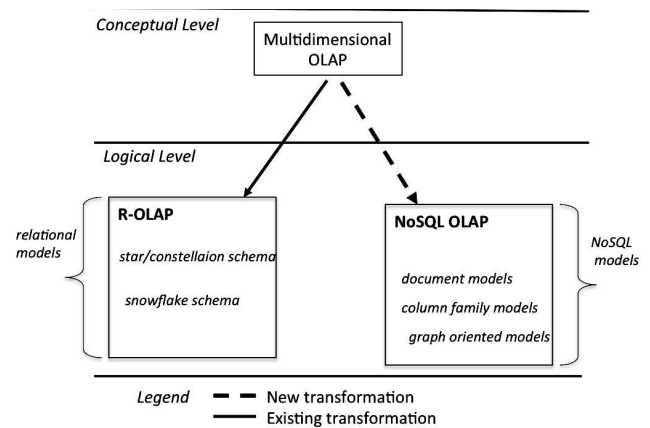 Conceptual Level
Multidimensional
OLAP
Logical Level
relational
models
R-OLAP
star/constellaion schema
snowflake schema
NoSQL OLAP
document models
column family models
graph oriented models
NoSQL
models
Legend
New transformation
Existing transformation